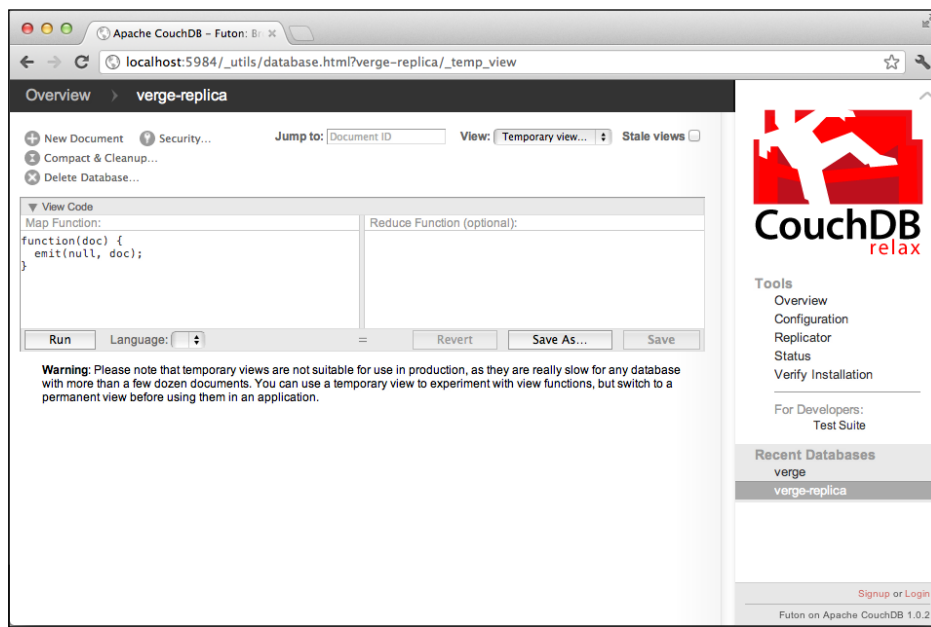 Apache CouchDB – Futon: Br
localhost:5984/_utils/database.html?verge-replica/_temp_view
Overview > verge-replica
New Document Security... Jump to: Document ID View: Temporary view... Stale views
Compact & Cleanup...
Delete Database...
View Code
Map Function: Reduce Function (optional):
function(doc) {
  emit(null, doc);
}
Run Language: = Revert Save As... Save
Warning: Please note that temporary views are not suitable for use in production, as they are really slow for any database
with more than a few dozen documents. You can use a temporary view to experiment with view functions, but switch to a
permanent view before using them in an application.
CouchDB
relax
Tools
Overview
Configuration
Replicator
Status
Verify Installation
For Developers:
Test Suite
Recent Databases
verge
verge-replica
Signup or Login
Futon on Apache CouchDB 1.0.2